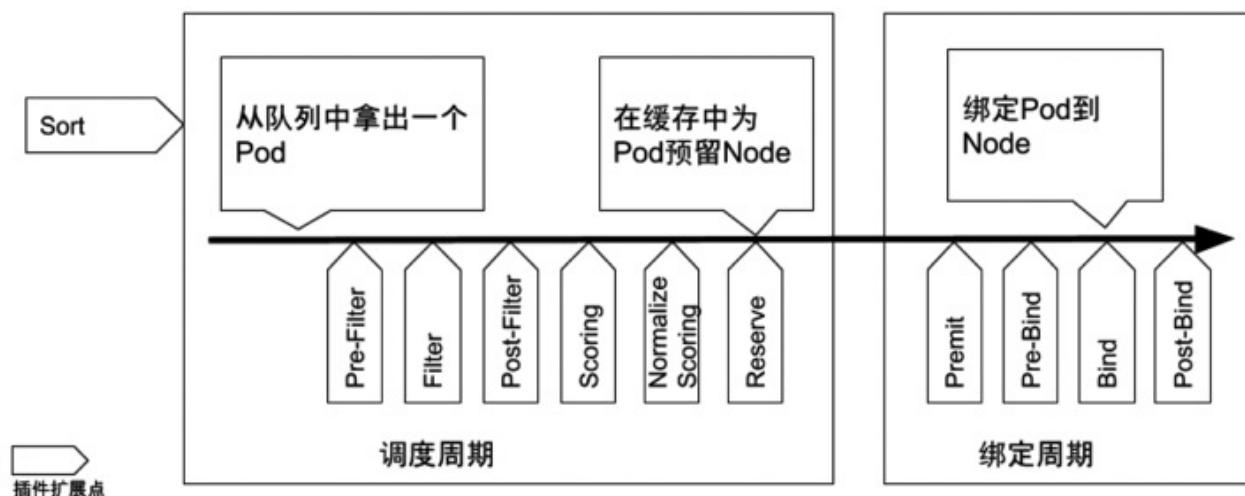 Sort
从队列中拿出一个
Pod
在缓存中为
Pod预留Node
绑定Pod到
Node
Pre-Filter
Filter
Post-Filter
Scoring
Normalize
Scoring
Reserve
Premit
Pre-Bind
Bind
Post-Bind
调度周期
绑定周期
插件扩展点